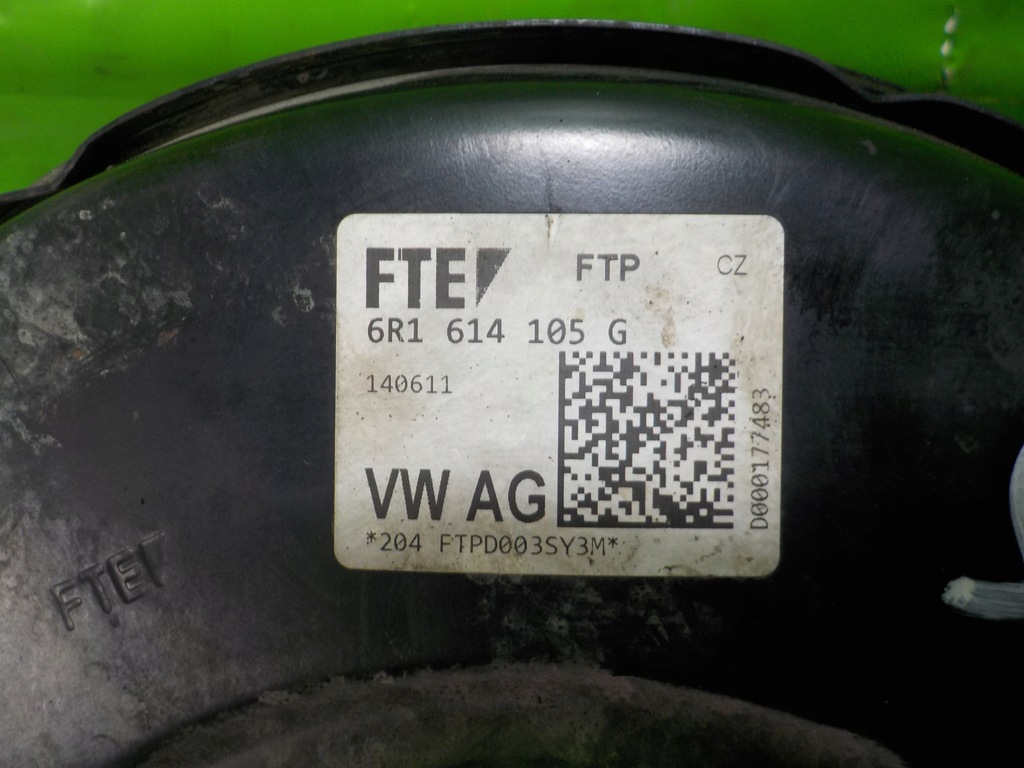 FTE FTP CZ
6R1 614 105 G
140611
D000177483
VW AG
*204 FTPD003SY3M*
FTE